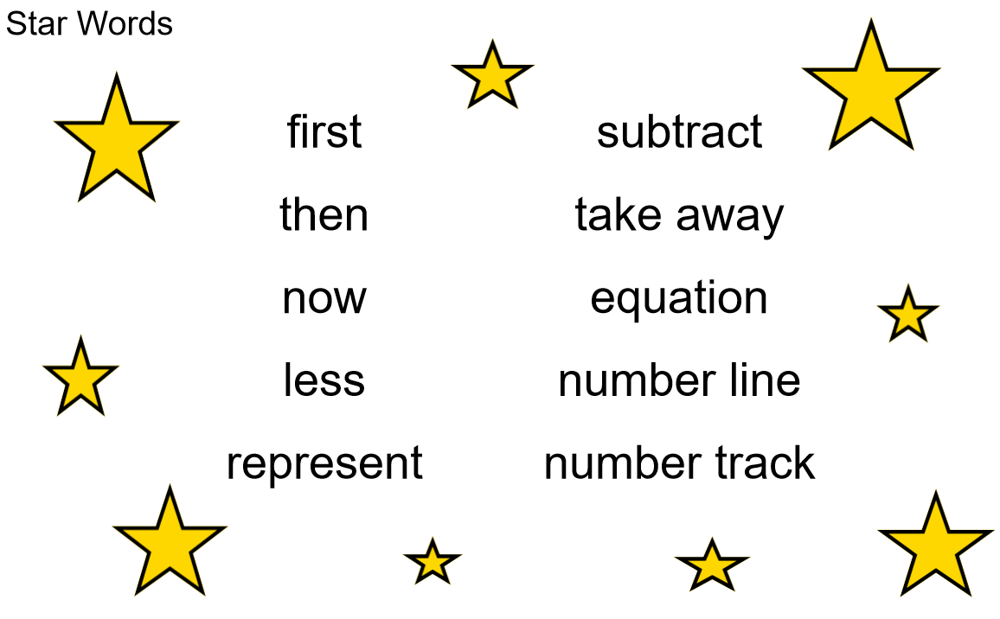 Star Words
first
then
now
less
represent
subtract
take away
equation
number line
number track